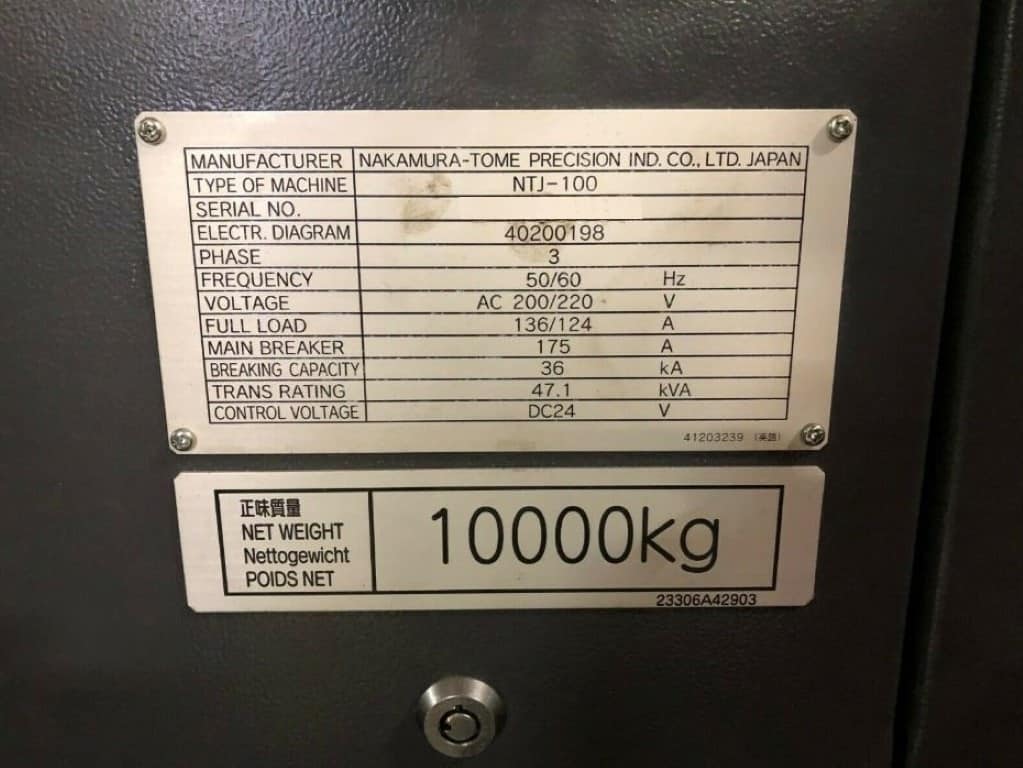 MANUFACTURER NAKAMURA-TOME PRECISION IND. CO., LTD. JAPAN
TYPE OF MACHINE NTJ-100
SERIAL NO.
ELECTR. DIAGRAM 40200198
PHASE 3
FREQUENCY 50/60 Hz
VOLTAGE AC 200/220 V
FULL LOAD 136/124 A
MAIN BREAKER 175 A
BREAKING CAPACITY 36 kA
TRANS RATING 47.1 kVA
CONTROL VOLTAGE DC24 V
41203239 (英語)
正味質量
NET WEIGHT
Nettogewicht
POIDS NET
10000kg
23306A42903